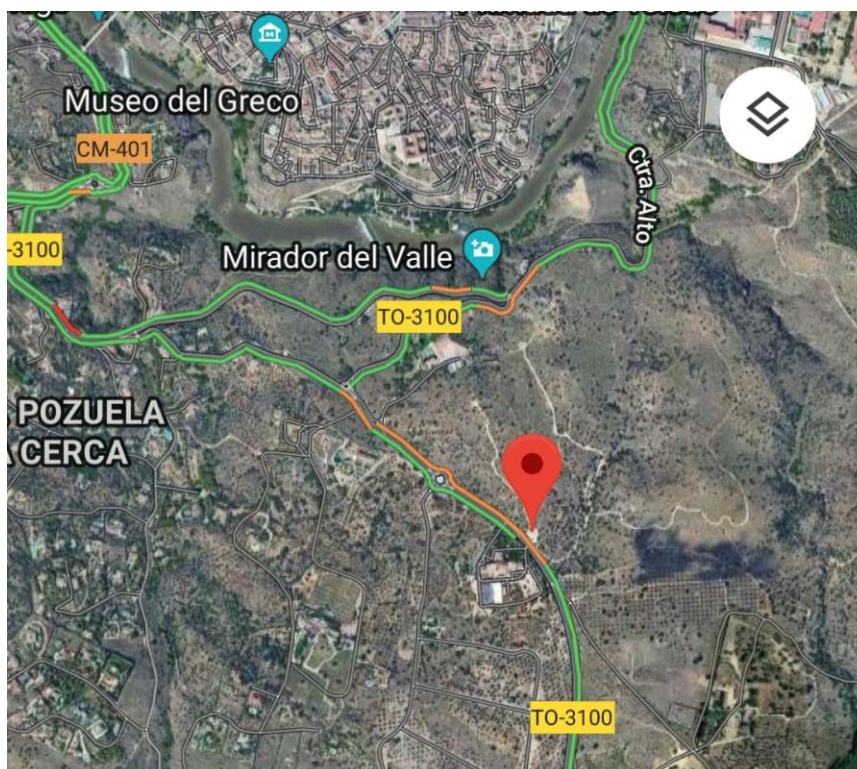 Museo del Greco
CM-401
Ctra. Alto
-3100
Mirador del Valle
TO-3100
POZUELA
CERCA
TO-3100